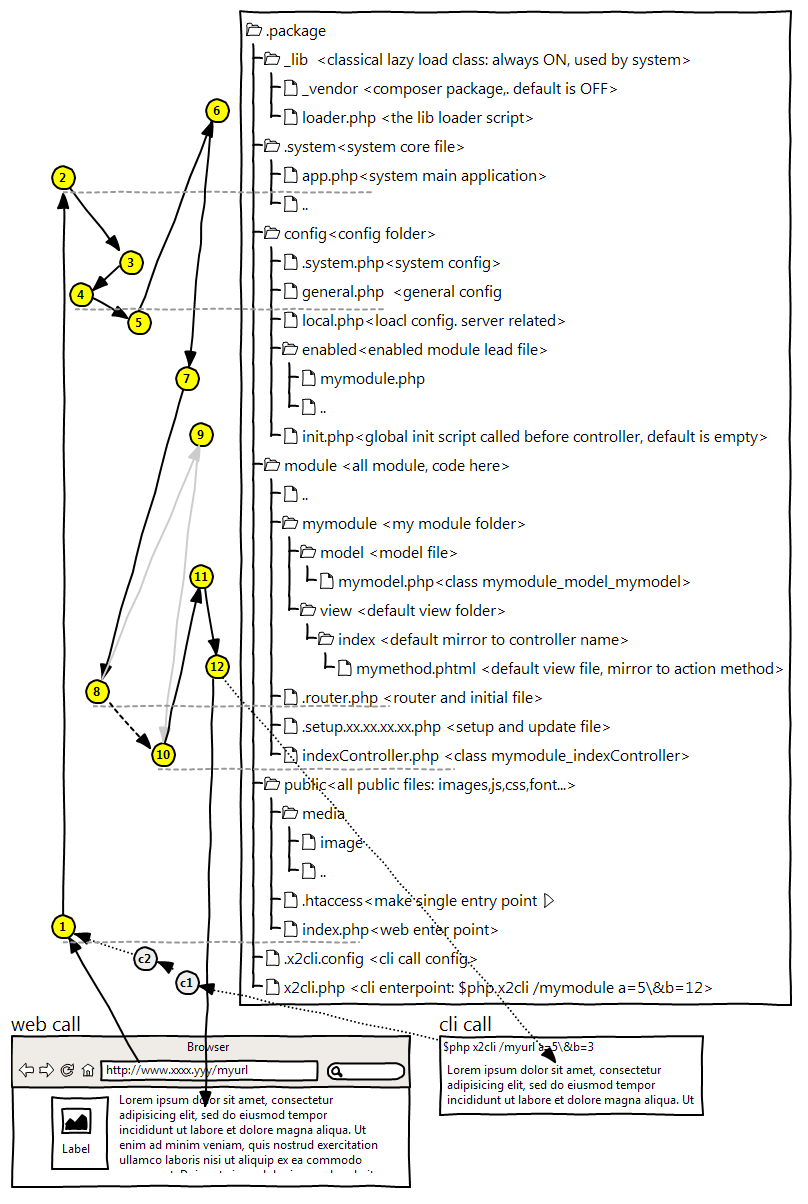 .package
_lib  <classical lazy load class: always ON, used by system>
_vendor <composer package,. default is OFF>
6
loader.php <the lib loader script>
.system<system core file>
2
app.php<system main application>
..
config<config folder>
3
.system.php<system config>
4
general.php  <general config
5
local.php<loacl config. server related>
enabled<enabled module lead file>
7
mymodule.php
..
9
init.php<global init script called before controller, default is empty>
module <all module, code here>
..
mymodule <my module folder>
model <model file>
11
mymodel.php<class mymodule_model_mymodel>
view <default view folder>
index <default mirror to controller name>
12
mymethod.phtml <default view file, mirror to action method>
8
.router.php <router and initial file>
.setup.xx.xx.xx.xx.php <setup and update file>
10
indexController.php <class mymodule_indexController>
public<all public files: images,js,css,font...>
media
image
..
.htaccess<make single entry point
1
index.php<web enter point>
c2
.x2cli.config <cli call config>
c1
x2cli.php <cli enterpoint: $php.x2cli /mymodule a=5\&b=12>
web call
Browser
http://www.xxxx.yyy/myurl
Label
Lorem ipsum dolor sit amet, consectetur
adipisicing elit, sed do eiusmod tempor
incididunt ut labore et dolore magna aliqua. Ut
enim ad minim veniam, quis nostrud exercitation
ullamco laboris nisi ut aliquip ex ea commodo
cli call
$php x2cli /myurl a=5\&b=3
Lorem ipsum dolor sit amet, consectetur
adipisicing elit, sed do eiusmod tempor
incididunt ut labore et dolore magna aliqua. Ut